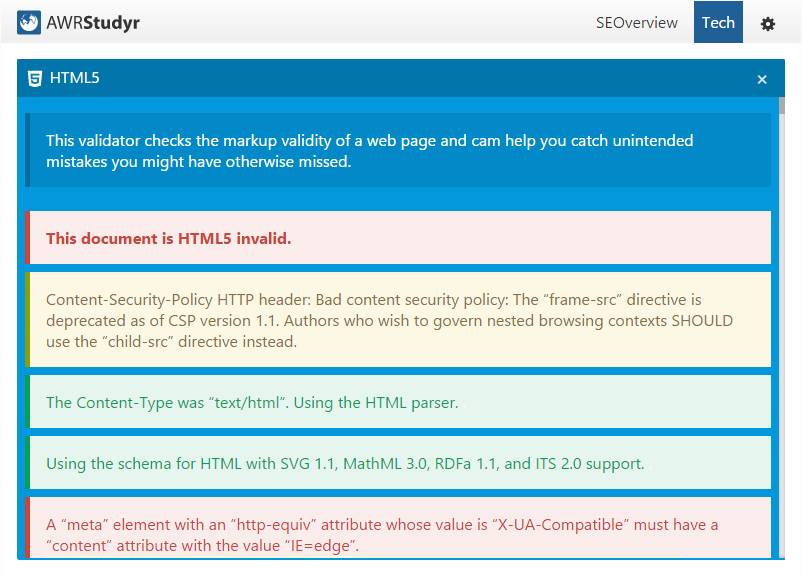 AWRStudyr SEOverview Tech
HTML5 ×
This validator checks the markup validity of a web page and cam help you catch unintended
mistakes you might have otherwise missed.
This document is HTML5 invalid.
Content-Security-Policy HTTP header: Bad content security policy: The “frame-src” directive is
deprecated as of CSP version 1.1. Authors who wish to govern nested browsing contexts SHOULD
use the “child-src” directive instead.
The Content-Type was “text/html”. Using the HTML parser.
Using the schema for HTML with SVG 1.1, MathML 3.0, RDFa 1.1, and ITS 2.0 support.
A “meta” element with an “http-equiv” attribute whose value is “X-UA-Compatible” must have a
“content” attribute with the value “IE=edge”.